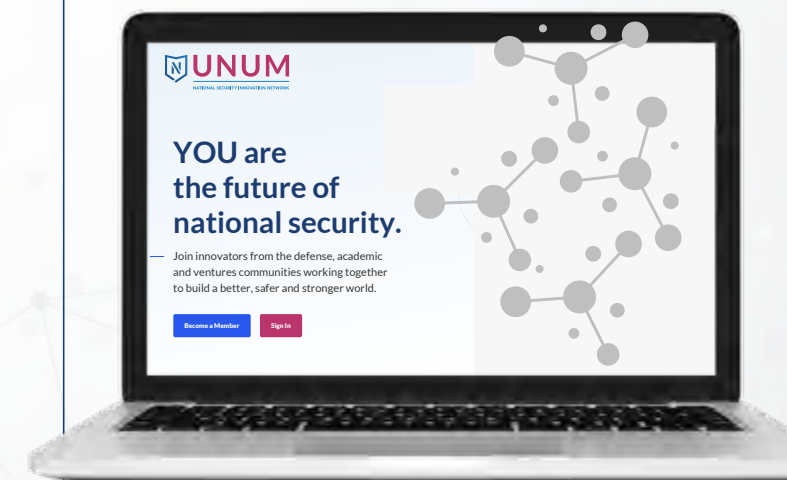 UNUM
NATIONAL SECURITY INNOVATION NETWORK
YOU are
the future of
national security.
Join innovators from the defense, academic
and ventures communities working together
to build a better, safer and stronger world.
Become a Member
Sign In